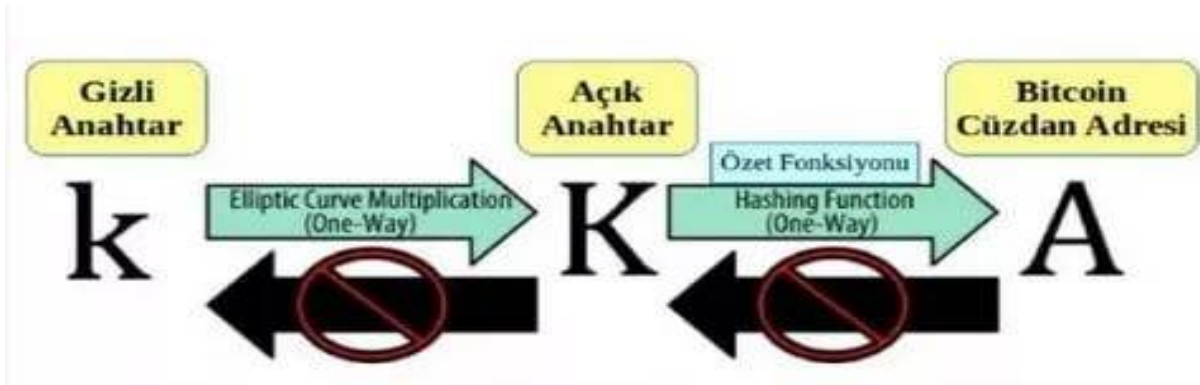 Gizli
Anahtar
Açık
Anahtar
Bitcoin
Cüzdan Adresi
Özet Fonksiyonu
k
Elliptic Curve Multiplication
(One-Way)
K
Hashing Function
(One-Way)
A